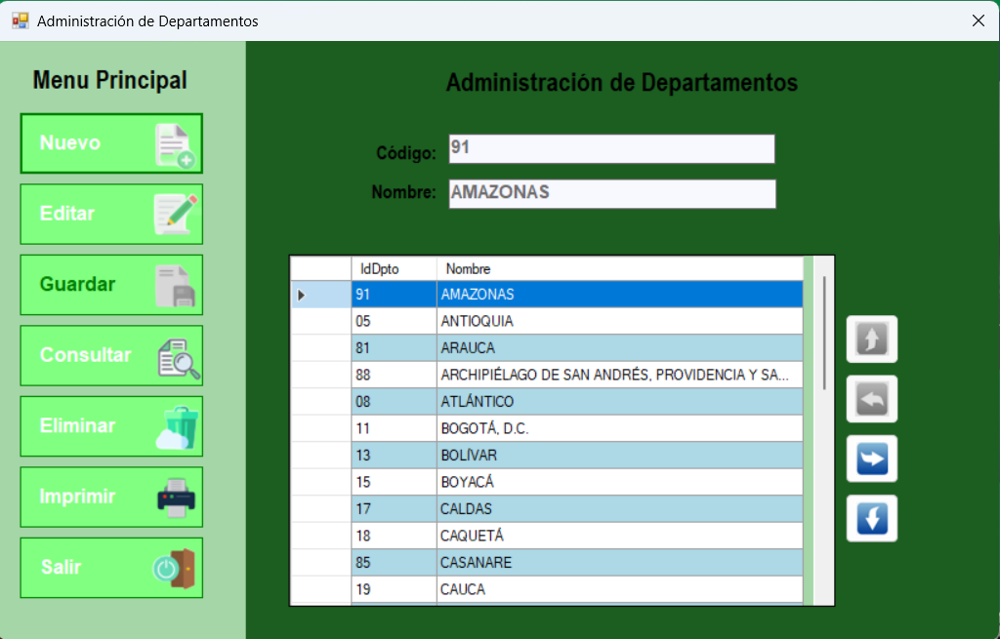 Administración de Departamentos
Menu Principal
Nuevo
Editar
Guardar
Consultar
Eliminar
Imprimir
Salir
Administración de Departamentos
Código: 91
Nombre: AMAZONAS
IdDpto Nombre
91 AMAZONAS
05 ANTIOQUIA
81 ARAUCA
88 ARCHIPIÉLAGO DE SAN ANDRÉS, PROVIDENCIA Y SA...
08 ATLÁNTICO
11 BOGOTÁ, D.C.
13 BOLÍVAR
15 BOYACÁ
17 CALDAS
18 CAQUETÁ
85 CASANARE
19 CAUCA